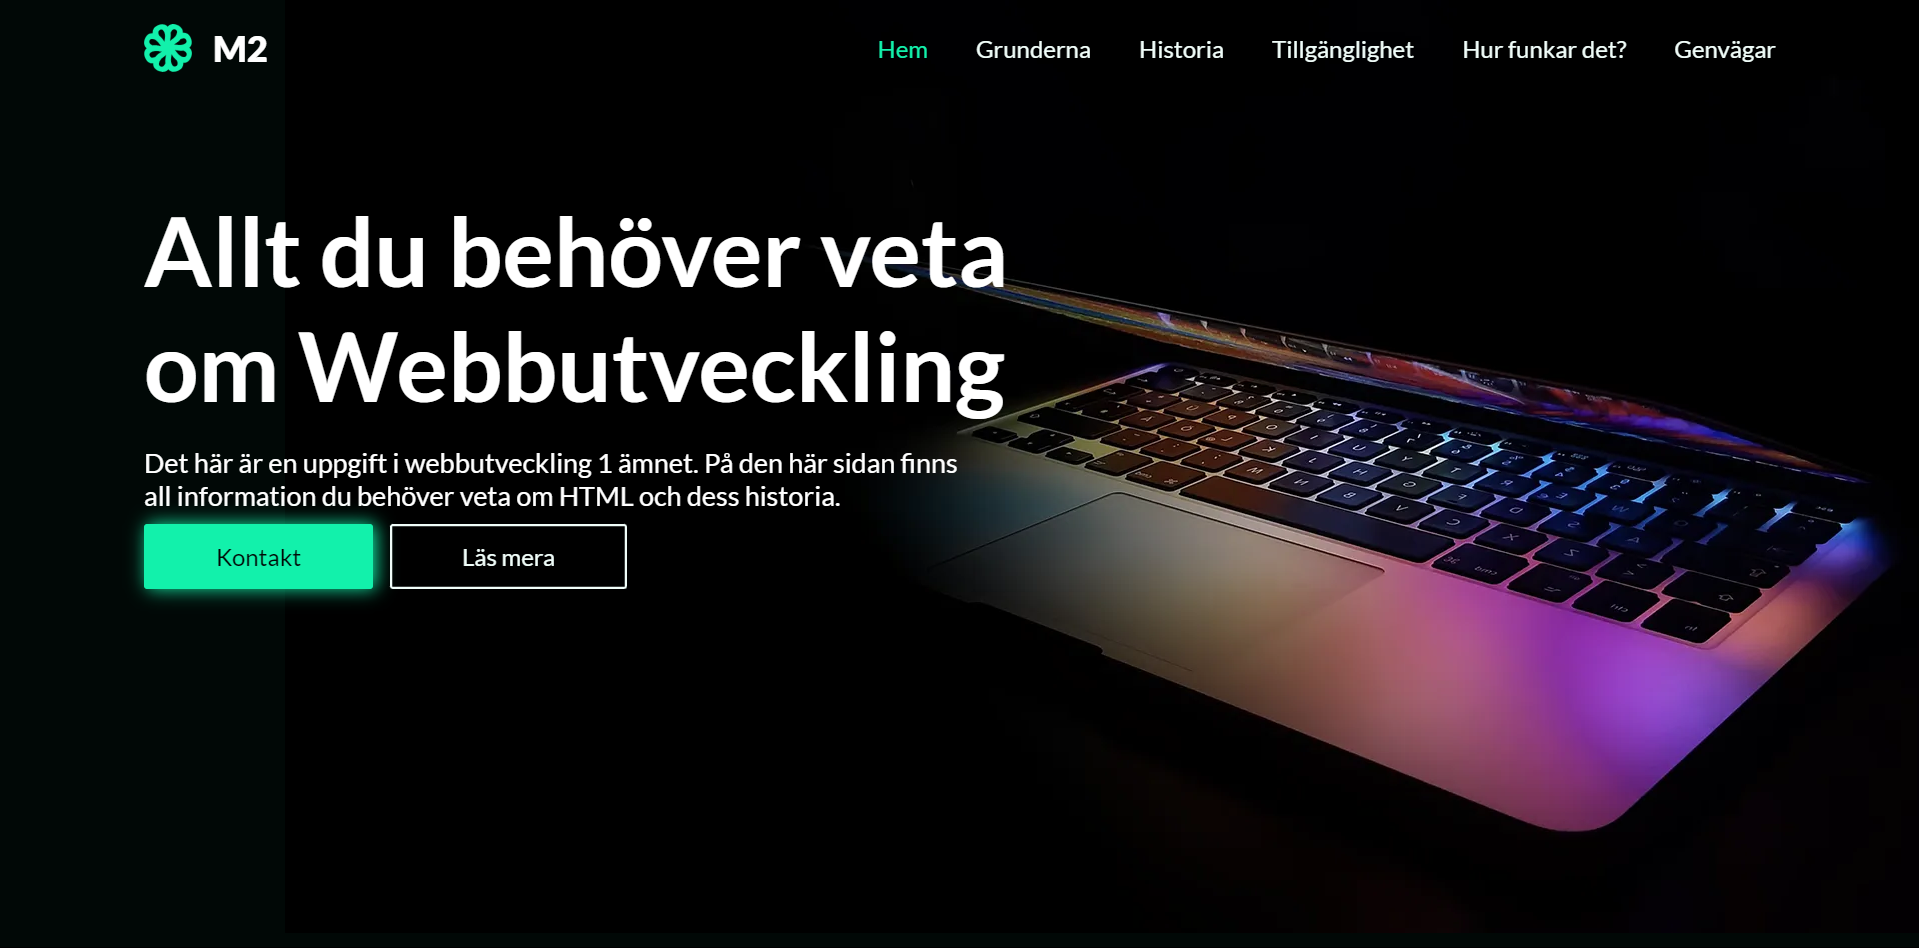 M2
Hem Grunderna Historia Tillgänglighet Hur funkar det? Genvägar
Allt du behöver veta
om Webbutveckling
Det här är en uppgift i webbutveckling 1 ämnet. På den här sidan finns
all information du behöver veta om HTML och dess historia.
Kontakt Läs mera